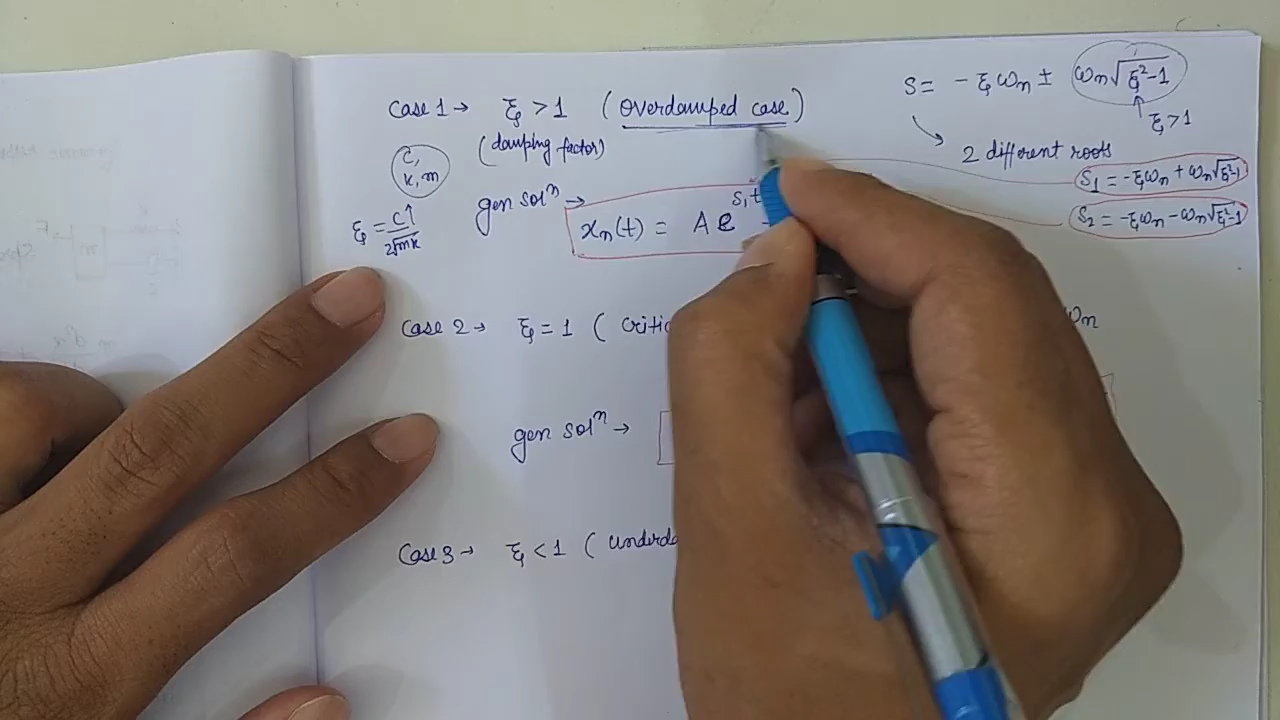 Case 1 → ξ > 1 (Overdamped case)
(damping factor)
C,
k, m
ξ = C↑ / 2√mk
gen solⁿ →
xₙ(t) = A e^(s₁t)
S = - ξωₙ ± ωₙ√(ξ²-1)
ξ > 1
2 different roots
S₁ = -ξωₙ + ωₙ√(ξ²-1)
S₂ = -ξωₙ - ωₙ√(ξ²-1)
Case 2 → ξ = 1 (
ωₙ
gen solⁿ →
Case 3 → ξ < 1 (